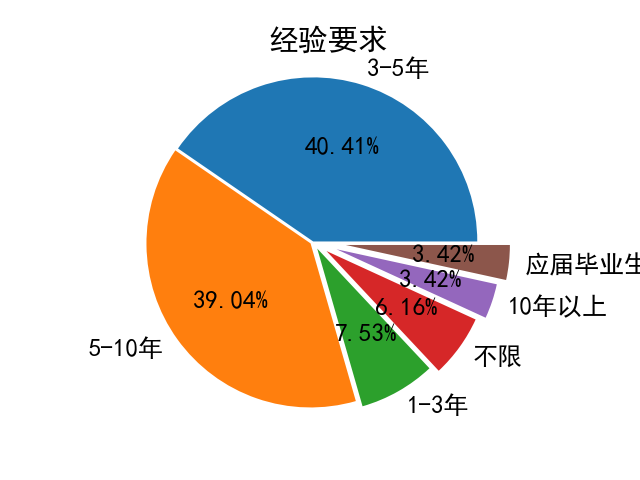 经验要求
3-5年
40.41%
39.04%
5-10年
7.53%
1-3年
6.16%
不限
3.42%
10年以上
3.42%
应届毕业生